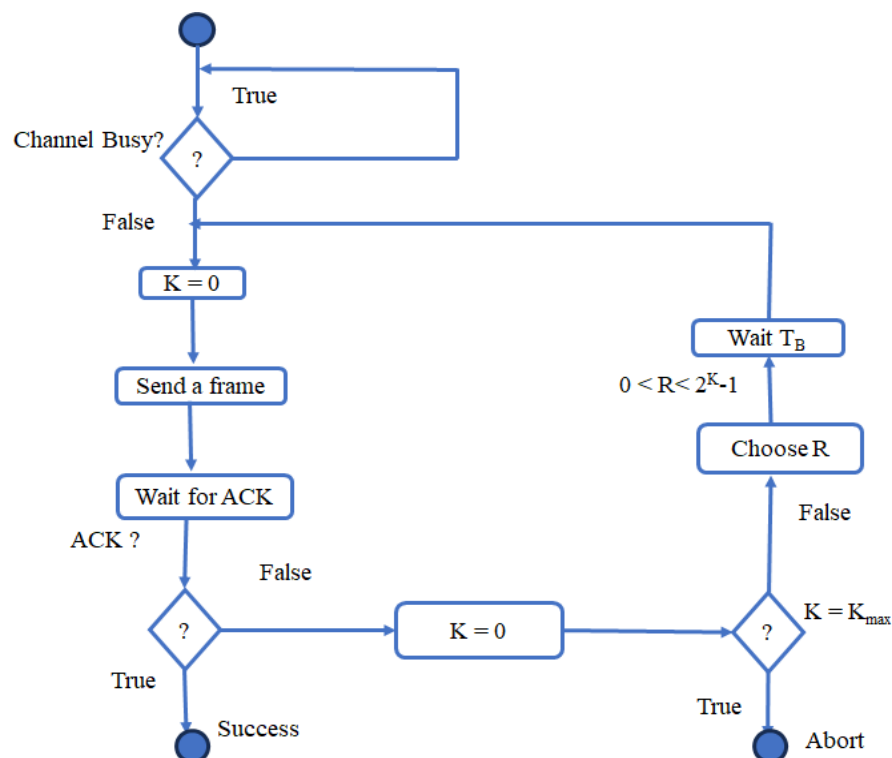 True
Channel Busy?
?
False
K = 0
Wait T_B
0 < R< 2^K-1
Send a frame
Choose R
Wait for ACK
False
ACK ?
False
?
K = 0
?
K = K_max
True
True
Success
Abort